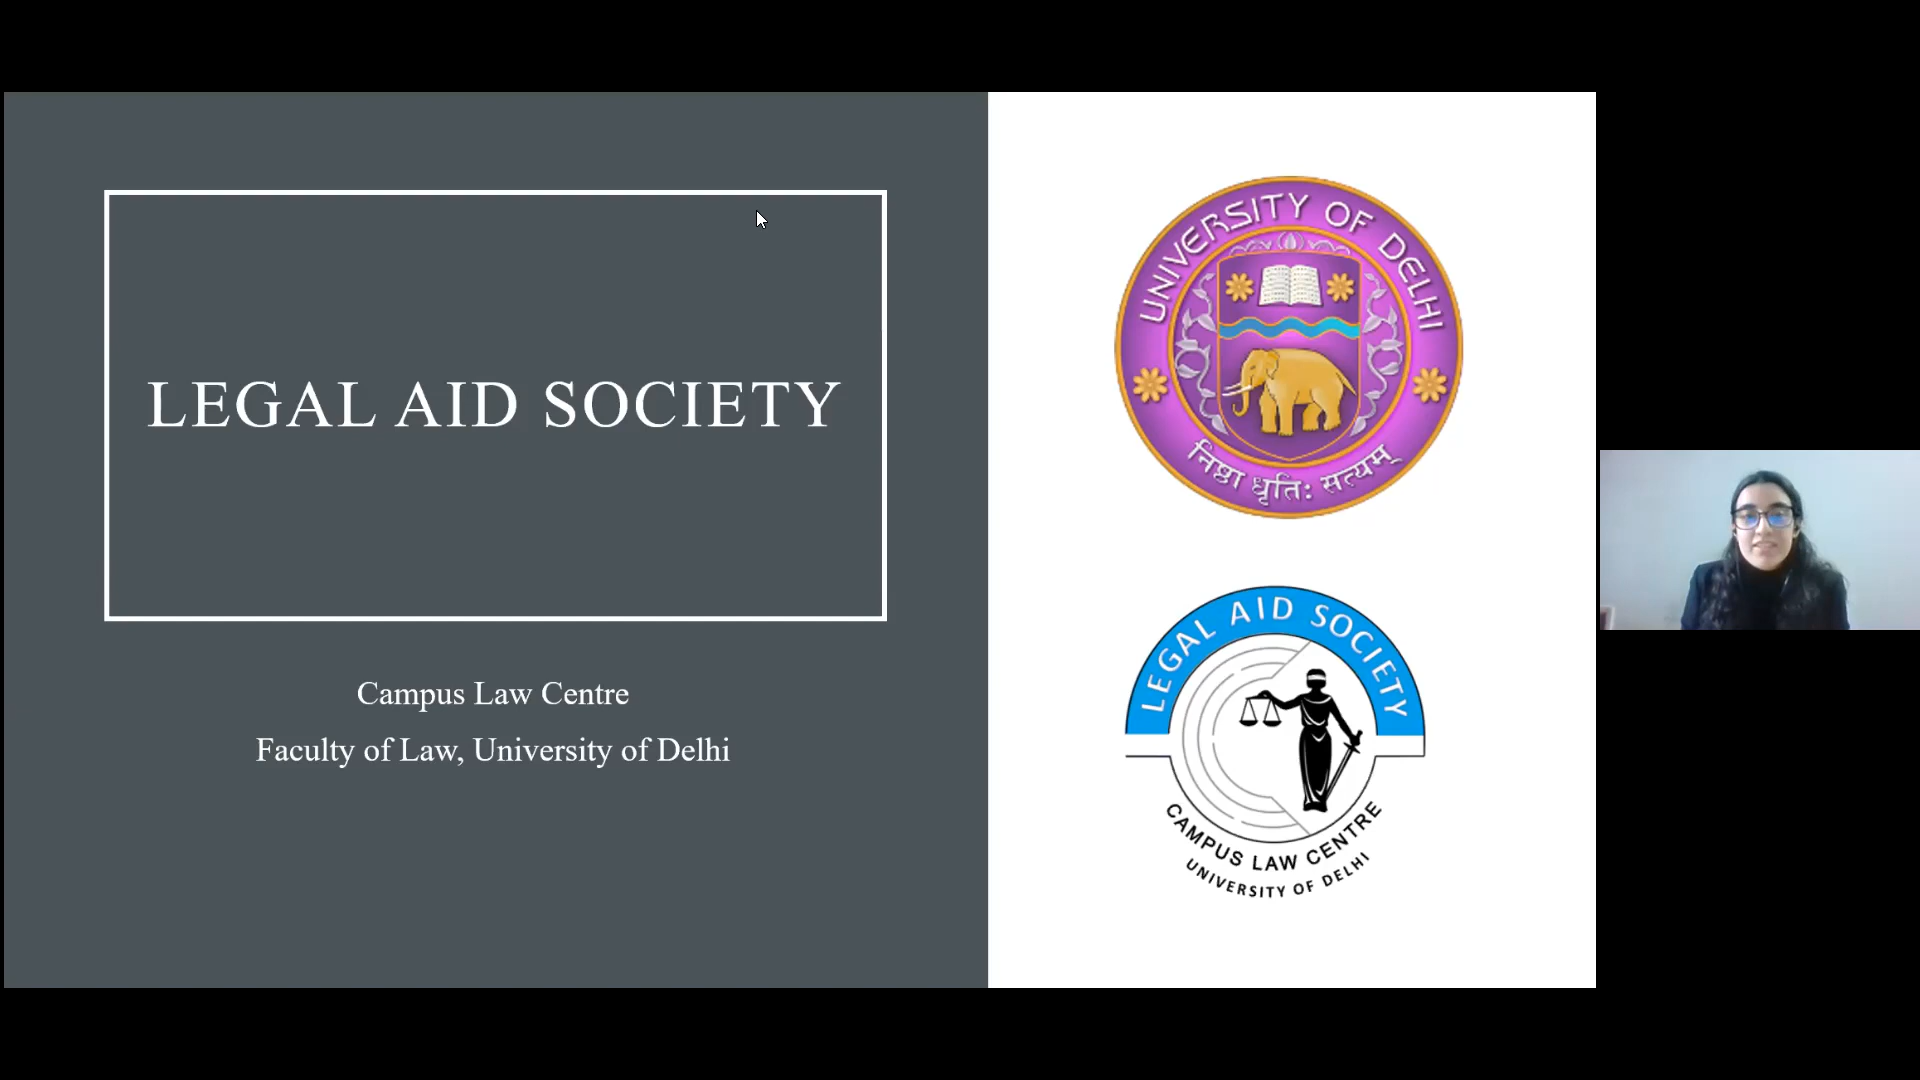 LEGAL AID SOCIETY
Campus Law Centre
Faculty of Law, University of Delhi
UNIVERSITY OF DELHI
निष्ठा धृतिः सत्यम्
LEGAL AID SOCIETY
CAMPUS LAW CENTRE
UNIVERSITY OF DELHI